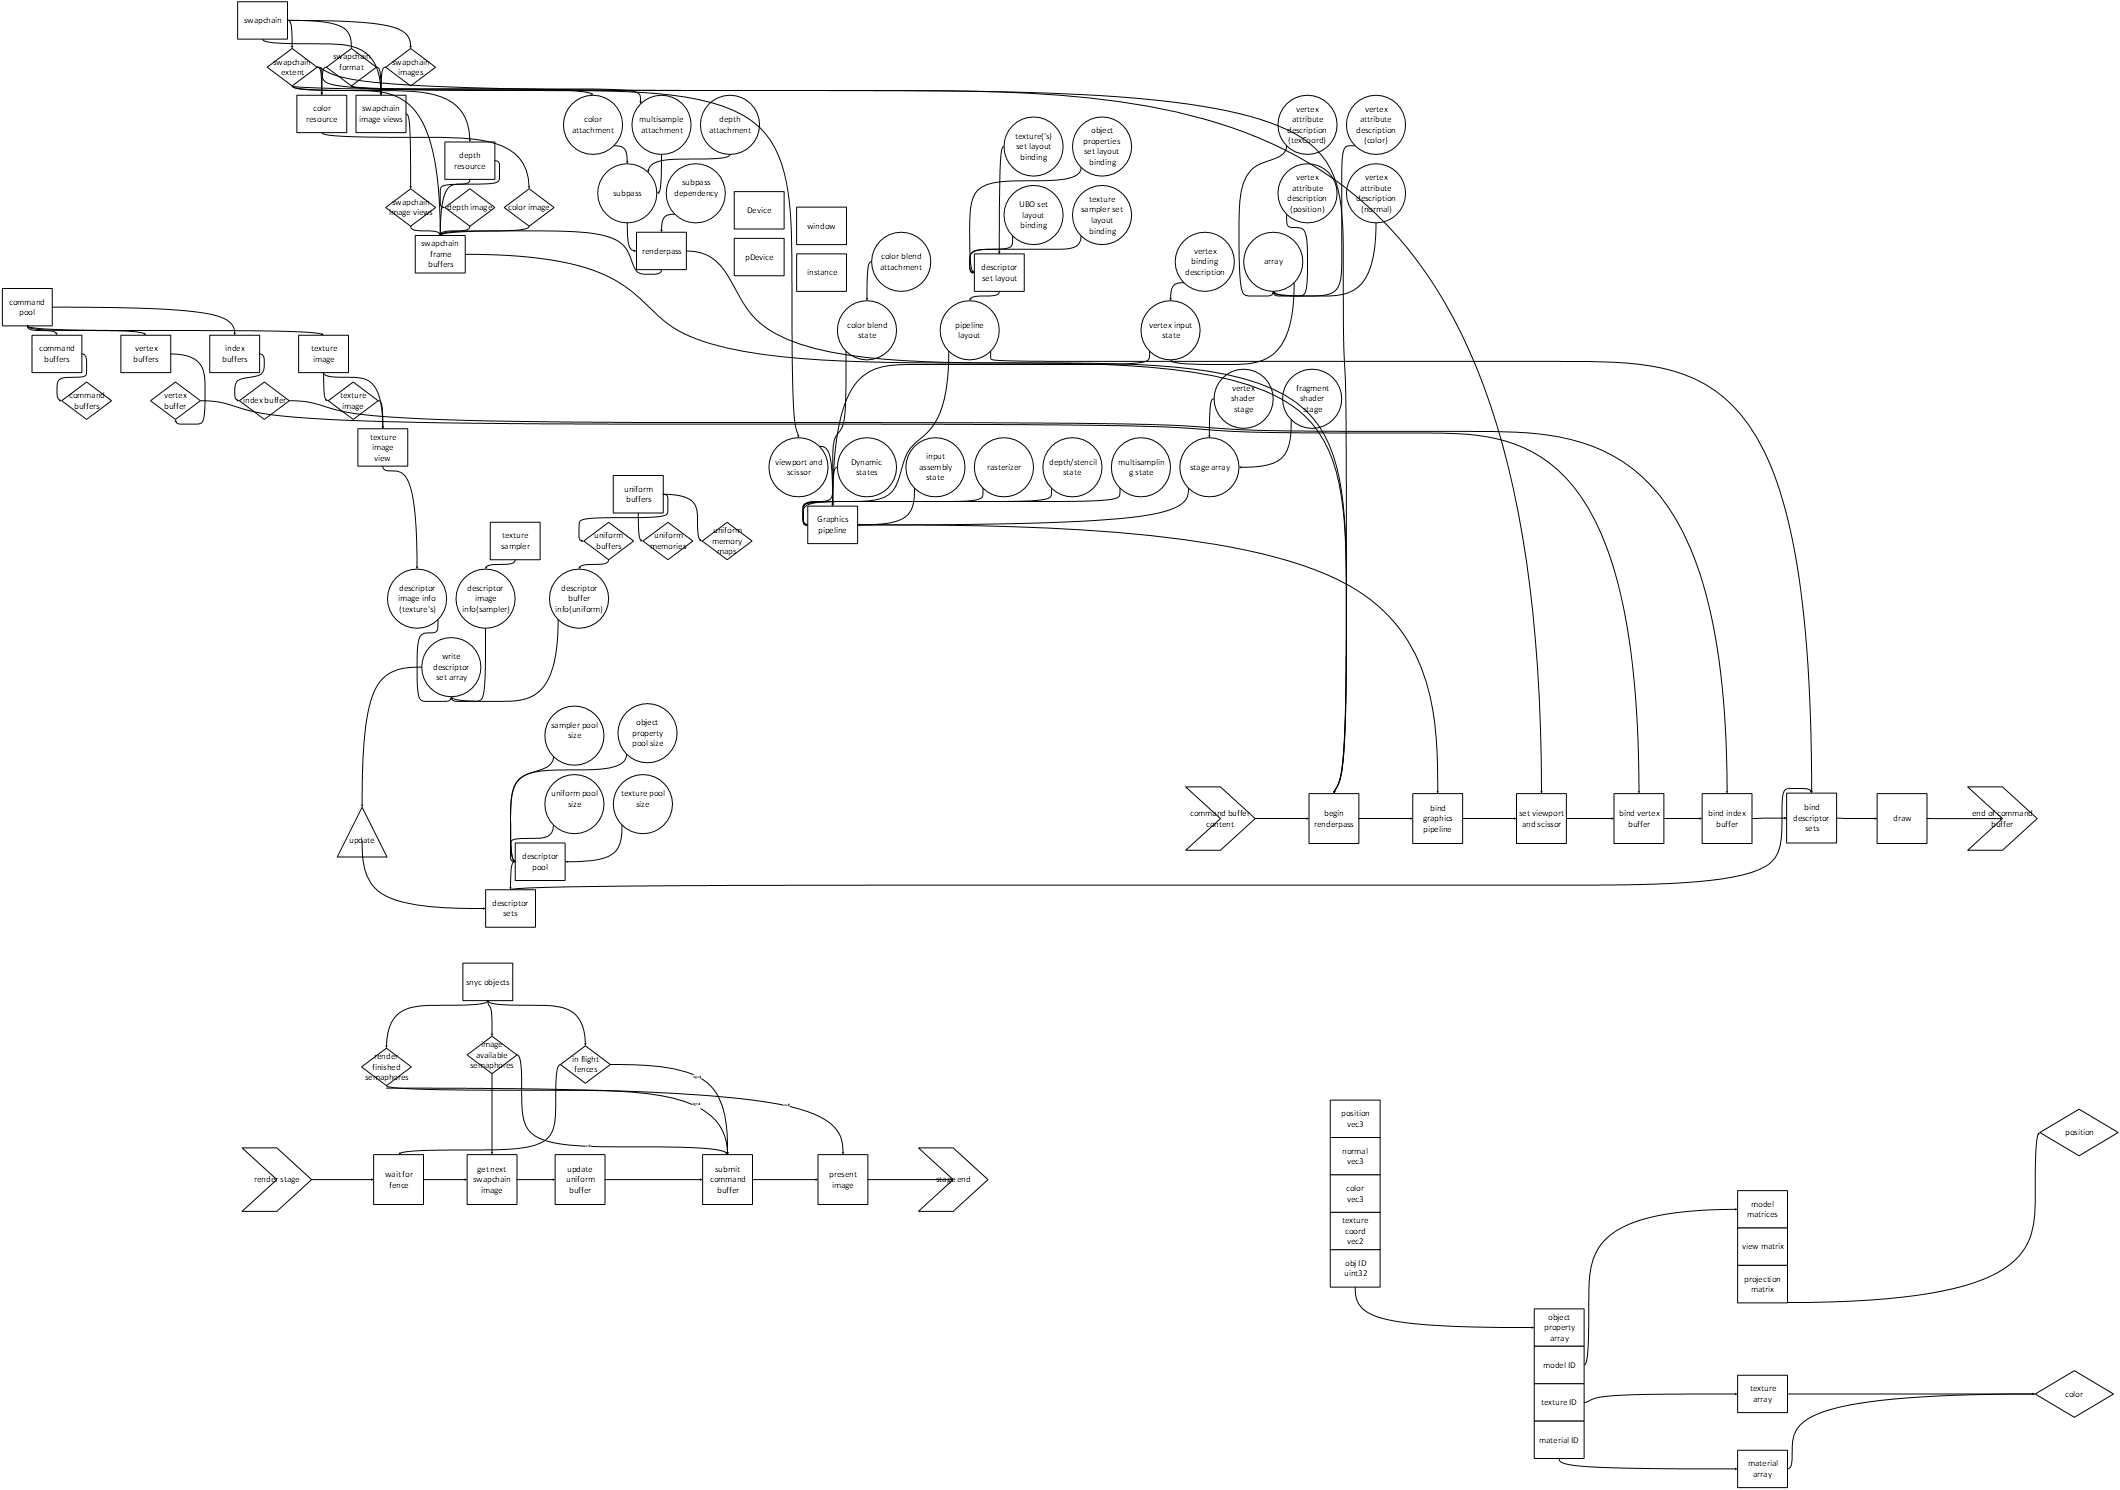 swapchain
swapchain
extent
swapchain
format
swapchain
images
color
resource
swapchain
image views
depth
resource
swapchain
image views
depth image
color image
swapchain
frame
buffers
color
attachment
multisample
attachment
depth
attachment
subpass
subpass
dependency
renderpass
Device
pDevice
window
instance
color blend
attachment
color blend
state
texture('s)
set layout
binding
object
properties
set layout
binding
UBO set
layout
binding
texture
sampler set
layout
binding
descriptor
set layout
pipeline
layout
vertex
attribute
description
(texCoord)
vertex
attribute
description
(color)
vertex
attribute
description
(position)
vertex
attribute
description
(normal)
vertex
binding
description
array
vertex input
state
command
pool
command
buffers
vertex
buffers
index
buffers
texture
image
command
buffers
vertex
buffer
index buffer
texture
image
texture
image
view
vertex
shader
stage
fragment
shader
stage
viewport and
scissor
Dynamic
states
input
assembly
state
rasterizer
depth/stencil
state
multisamplin
g state
stage array
Graphics
pipeline
uniform
buffers
uniform
buffers
uniform
memories
uniform
memory
maps
texture
sampler
descriptor
image info
(texture's)
descriptor
image
info(sampler)
descriptor
buffer
info(uniform)
write
descriptor
set array
sampler pool
size
object
property
pool size
uniform pool
size
texture pool
size
update
descriptor
pool
descriptor
sets
command buffer
content
begin
renderpass
bind
graphics
pipeline
set viewport
and scissor
bind vertex
buffer
bind index
buffer
bind
descriptor
sets
draw
end of command
buffer
snyc objects
render
finished
semaphores
image
available
semaphores
in flight
fences
render stage
wait for
fence
get next
swapchain
image
update
uniform
buffer
submit
command
buffer
present
image
stage end
position
vec3
normal
vec3
color
vec3
texture
coord
vec2
obj ID
uint32
object
property
array
model ID
texture ID
material ID
model
matrices
view matrix
projection
matrix
texture
array
material
array
position
color